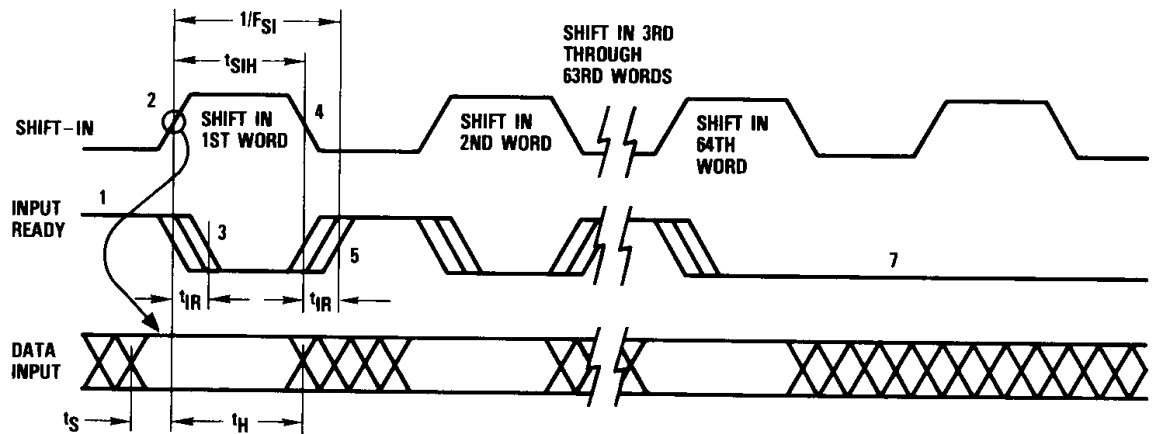 1/FSI
tSIH
SHIFT IN 3RD
THROUGH
63RD WORDS
2
4
SHIFT-IN
SHIFT IN
1ST WORD
SHIFT IN
2ND WORD
SHIFT IN
64TH
WORD
1
INPUT
READY
3
5
7
tIR
tIR
DATA
INPUT
tS
tH